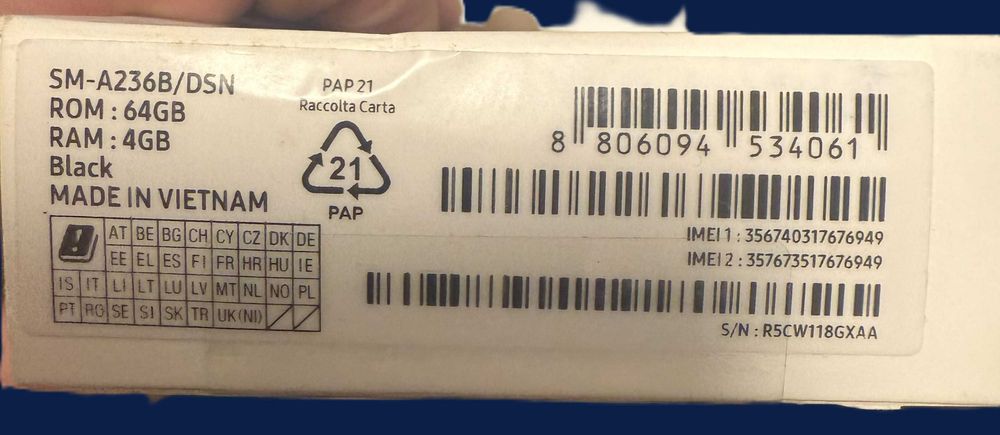 SM-A236B/DSN
ROM : 64GB
RAM : 4GB
Black
MADE IN VIETNAM
PAP 21
Raccolta Carta
21
PAP
8 806094 534061
IMEI 1 : 356740317676949
IMEI 2 : 357673517676949
S/N : R5CW118GXAA
! AT BE BG CH CY CZ DK DE
EE EL ES FI FR HR HU IE
IS IT LI LT LU LV MT NL NO PL
PT RO SE SI SK TR UK(NI)